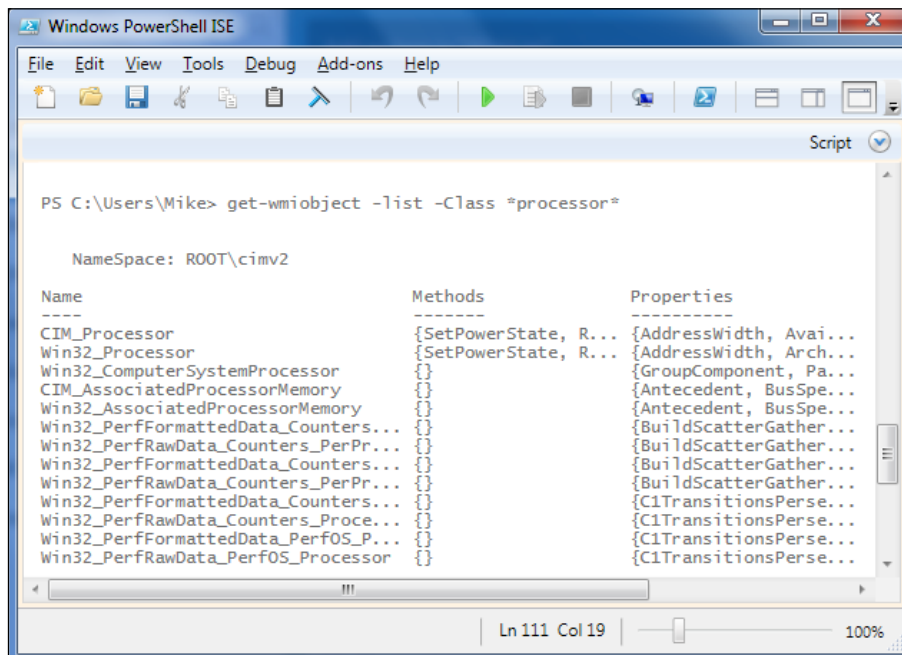 Windows PowerShell ISE
File Edit View Tools Debug Add-ons Help
Script
PS C:\Users\Mike> get-wmiobject -list -Class *processor*
NameSpace: ROOT\cimv2
Name Methods Properties
---- ------- ----------
CIM_Processor {SetPowerState, R... {AddressWidth, Avai...
Win32_Processor {SetPowerState, R... {AddressWidth, Arch...
Win32_ComputerSystemProcessor {} {GroupComponent, Pa...
CIM_AssociatedProcessorMemory {} {Antecedent, BusSpe...
Win32_AssociatedProcessorMemory {} {Antecedent, BusSpe...
Win32_PerfFormattedData_Counters... {} {BuildScatterGather...
Win32_PerfRawData_Counters_PerPr... {} {BuildScatterGather...
Win32_PerfFormattedData_Counters... {} {BuildScatterGather...
Win32_PerfRawData_Counters_PerPr... {} {BuildScatterGather...
Win32_PerfFormattedData_Counters... {} {C1TransitionsPerse...
Win32_PerfRawData_Counters_Proce... {} {C1TransitionsPerse...
Win32_PerfFormattedData_PerfOS_P... {} {C1TransitionsPerse...
Win32_PerfRawData_PerfOS_Processor {} {C1TransitionsPerse...
Ln 111 Col 19 100%